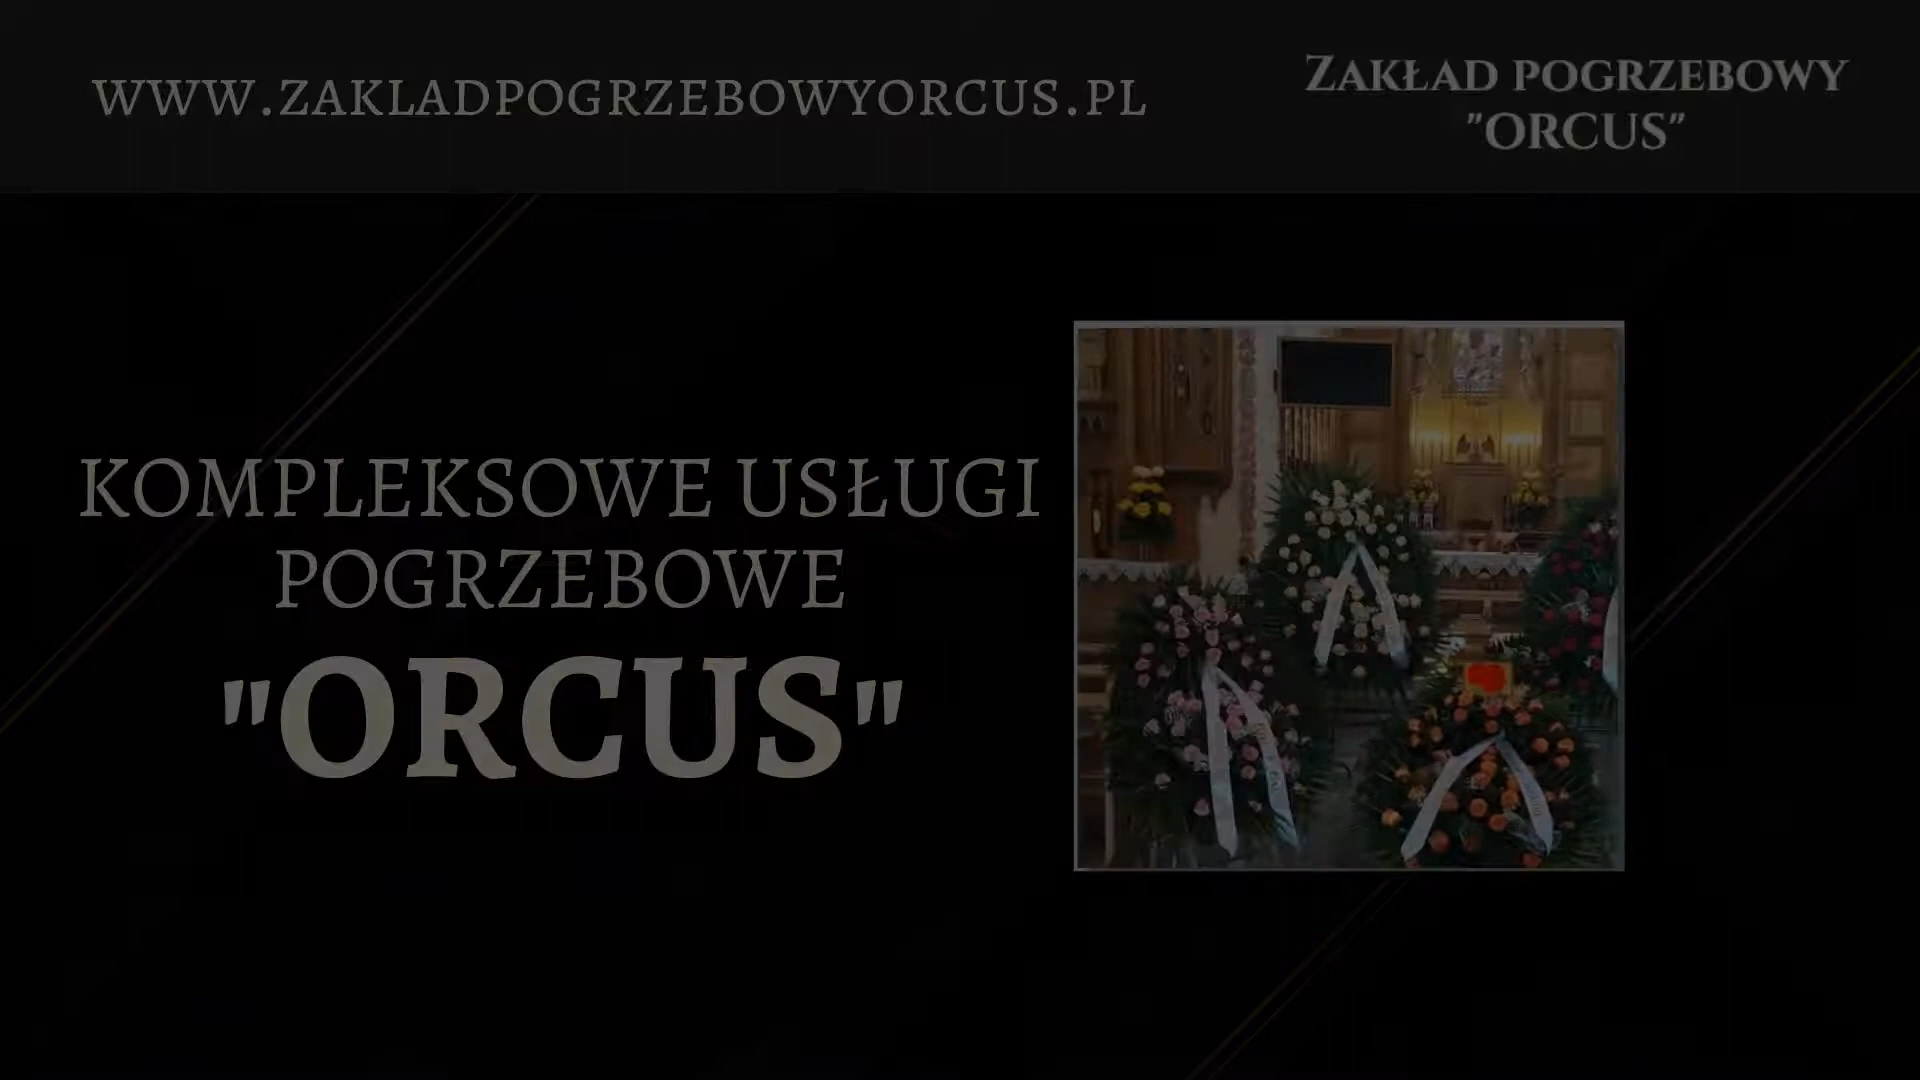 WWW.ZAKLADPOGRZEBOWYORCUS.PL
ZAKŁAD POGRZEBOWY
"ORCUS"
KOMPLEKSOWE USŁUGI
POGRZEBOWE
"ORCUS"